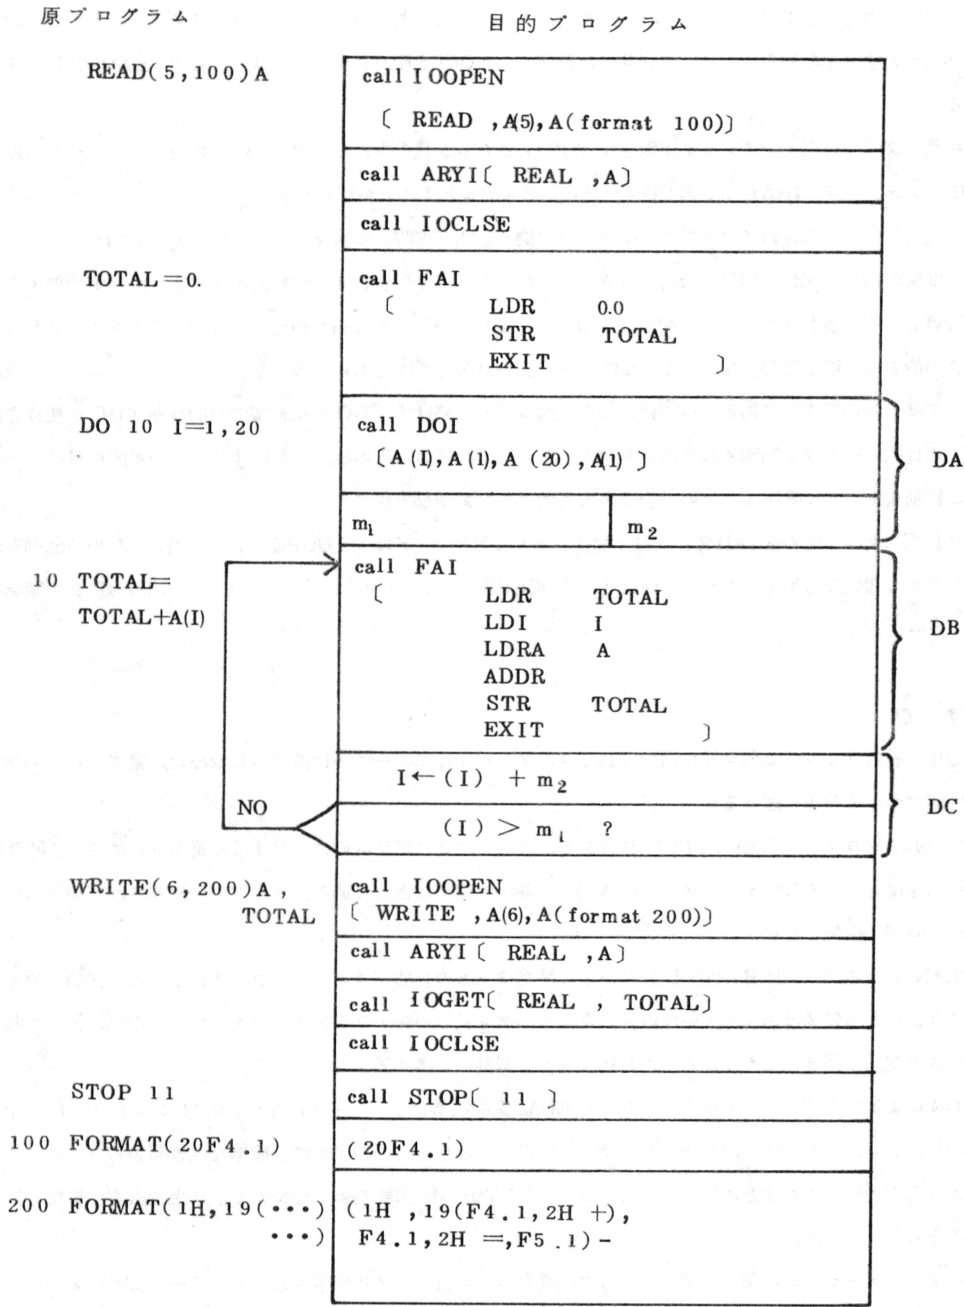 原プログラム 目的プログラム
READ(5,100)A call IOOPEN
〔 READ ,A(5),A(format 100)〕
call ARYI〔 REAL ,A〕
call IOCLSE
TOTAL=0. call FAI
〔 LDR 0.0
STR TOTAL
EXIT 〕
DO 10 I=1,20 call DOI
〔A(I),A(1),A(20),A(1)〕 DA
m₁ m₂
call FAI
10 TOTAL= 〔 LDR TOTAL
TOTAL+A(I) LDI I DB
LDRA A
ADDR
STR TOTAL
EXIT 〕
I←(I) + m₂
NO DC
(I) > m₁ ?
WRITE(6,200)A, call IOOPEN
TOTAL 〔 WRITE ,A(6),A(format 200)〕
call ARYI〔 REAL ,A〕
call IOGET〔 REAL , TOTAL〕
call IOCLSE
STOP 11 call STOP〔 11 〕
100 FORMAT(20F4.1) (20F4.1)
200 FORMAT(1H,19(•••) (1H ,19(F4.1,2H +),
•••) F4.1,2H =,F5.1)-